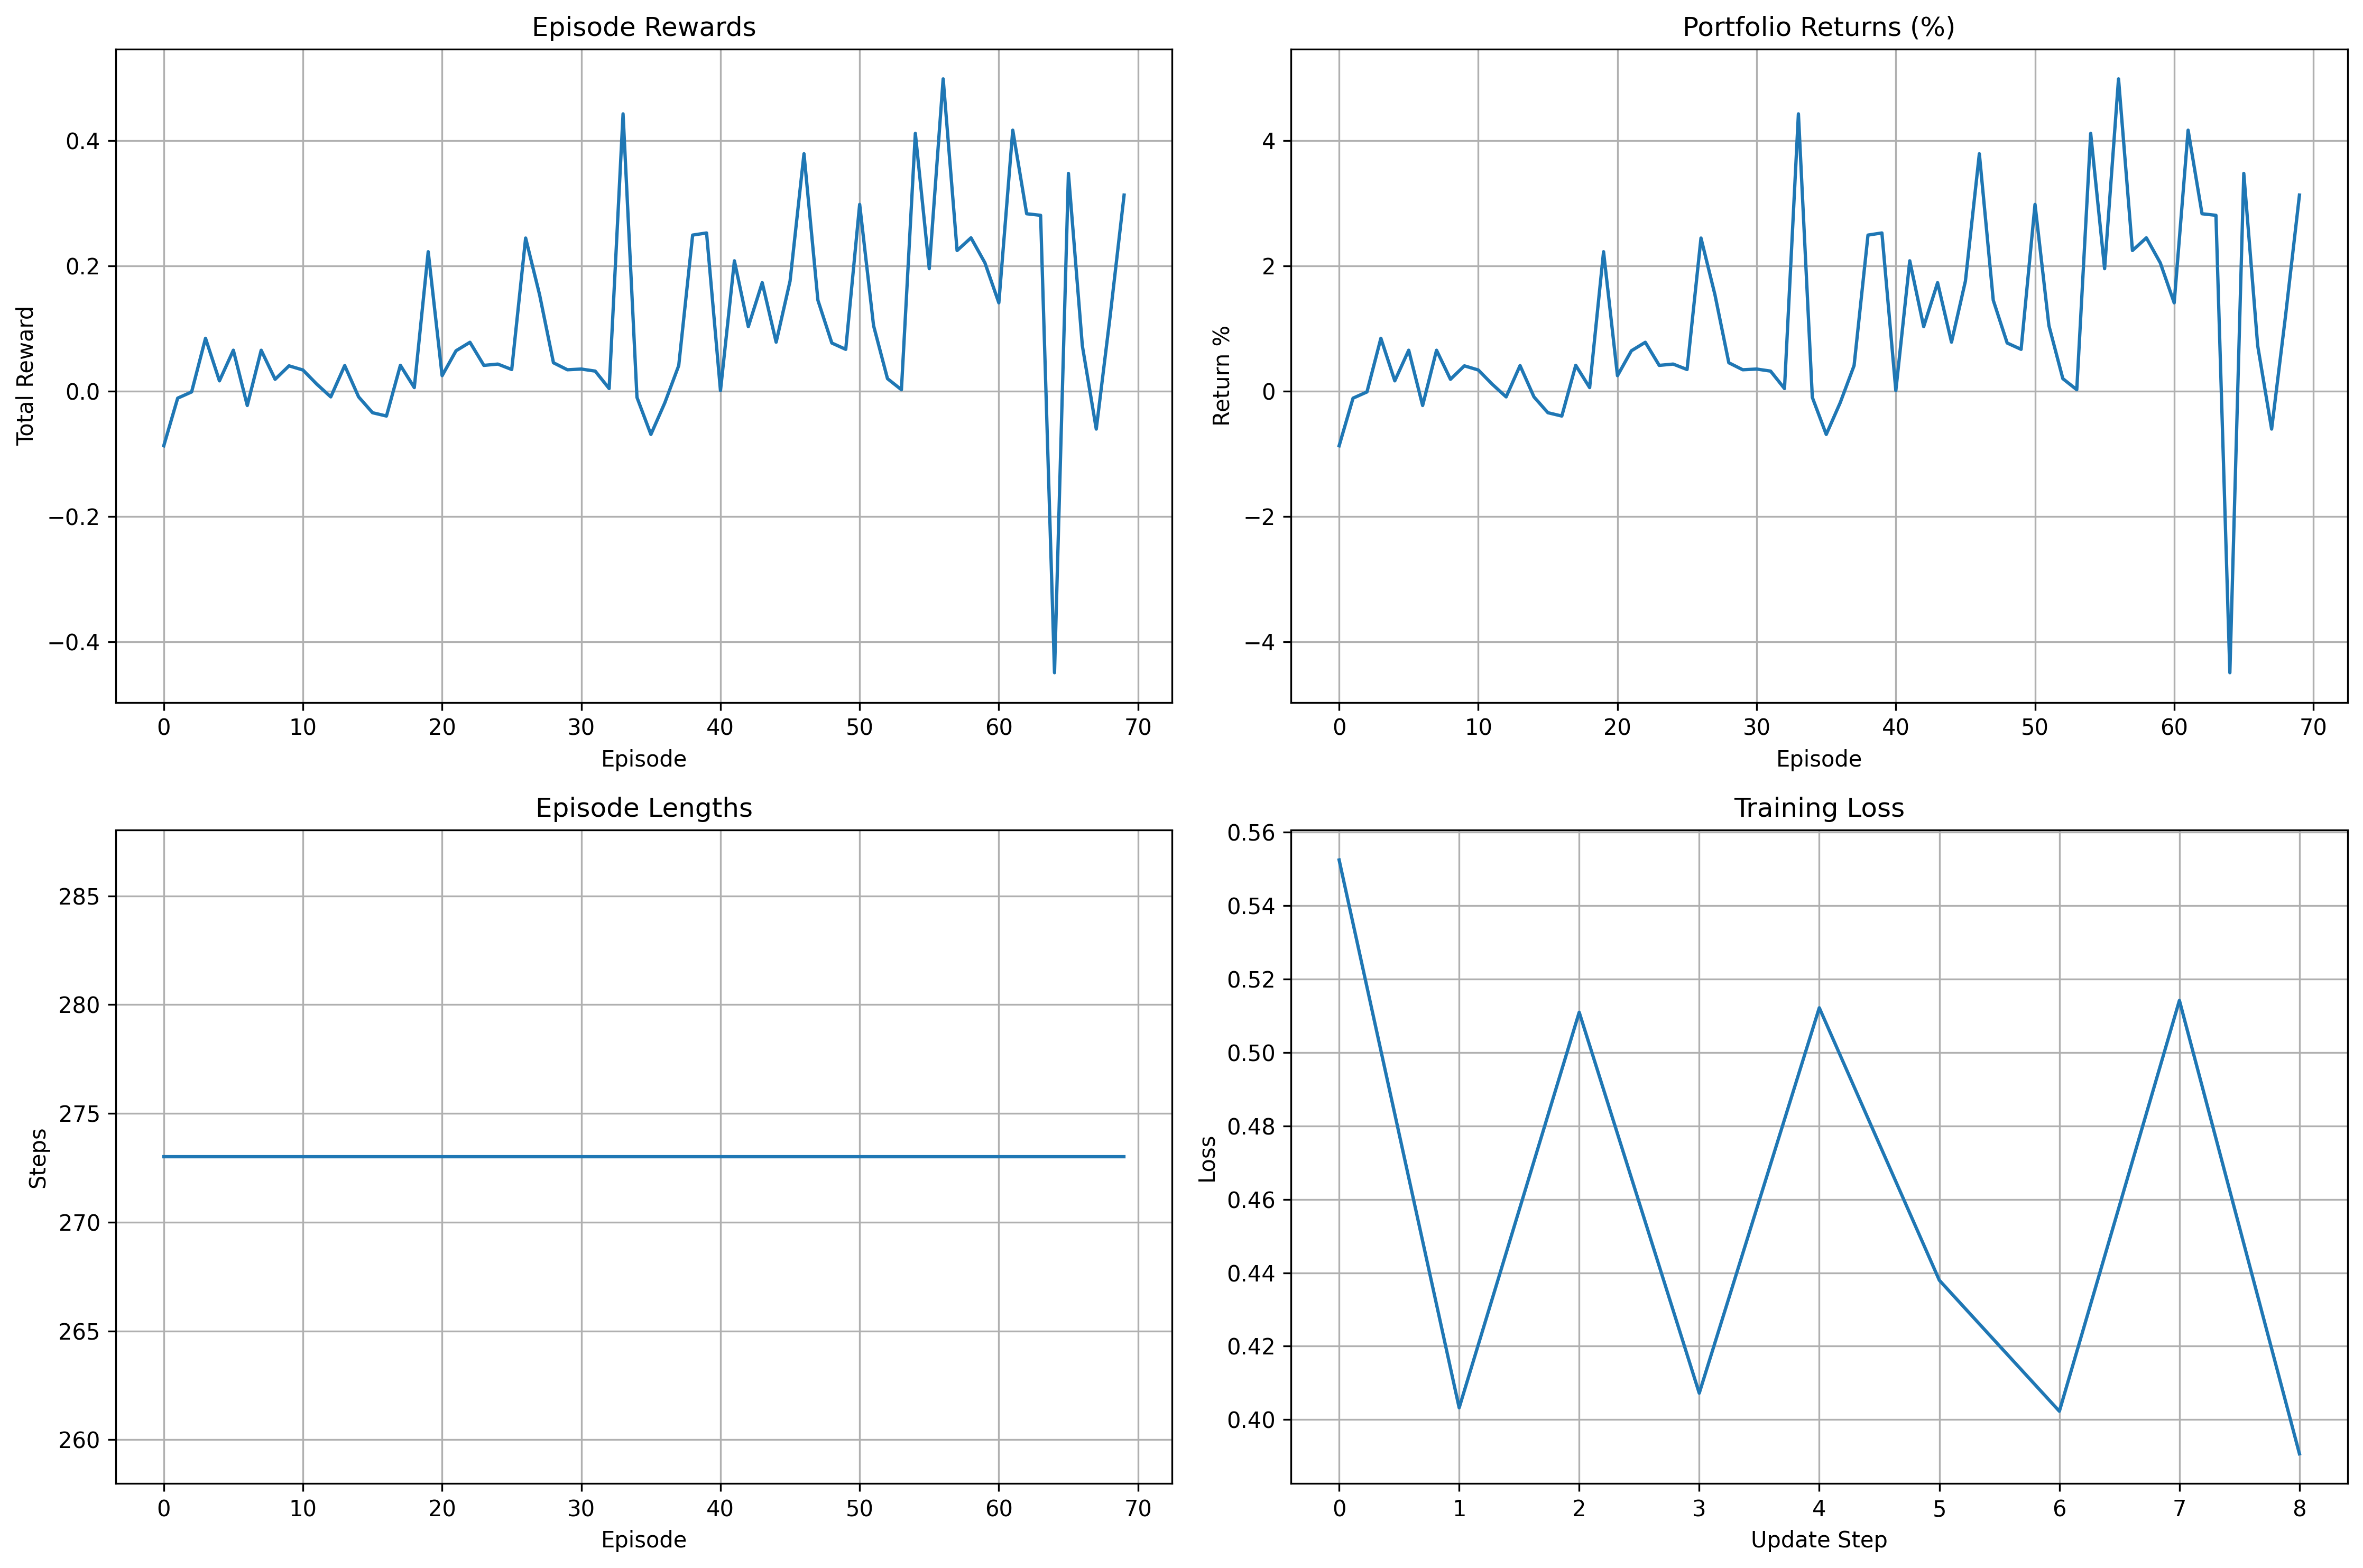 Episode Rewards
Total Reward
0.4
0.2
0.0
−0.2
−0.4
0 10 20 30 40 50 60 70
Episode
Portfolio Returns (%)
Return %
4
2
0
−2
−4
0 10 20 30 40 50 60 70
Episode
Episode Lengths
Steps
285
280
275
270
265
260
0 10 20 30 40 50 60 70
Episode
Training Loss
Loss
0.56
0.54
0.52
0.50
0.48
0.46
0.44
0.42
0.40
0 1 2 3 4 5 6 7 8
Update Step